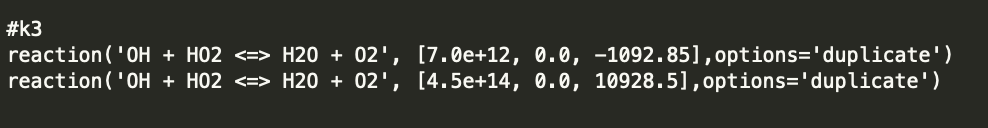 #k3
reaction('OH + HO2 <=> H2O + O2', [7.0e+12, 0.0, -1092.85],options='duplicate')
reaction('OH + HO2 <=> H2O + O2', [4.5e+14, 0.0, 10928.5],options='duplicate')